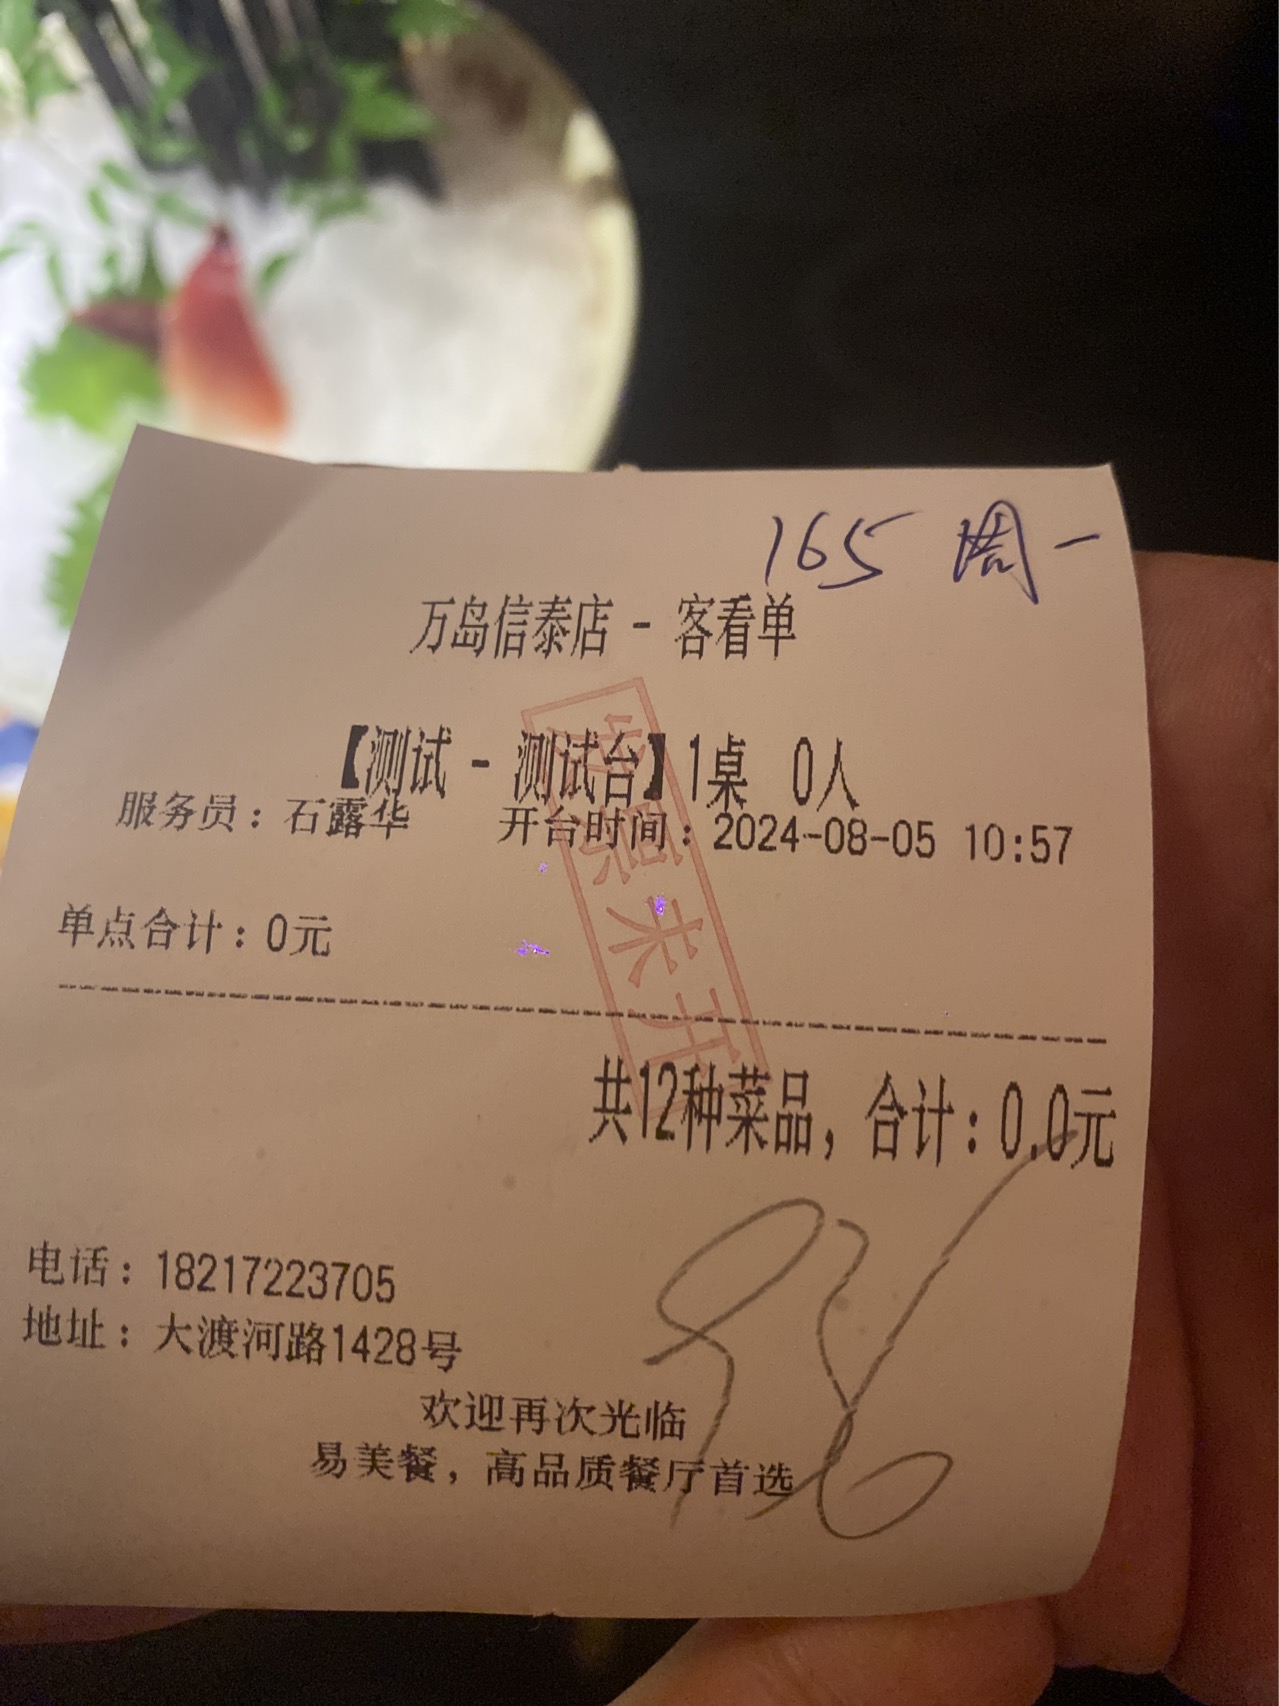 165 周一
万岛信泰店 - 客看单
【测试 - 测试台】1桌 0人
服务员：石露华 开台时间：2024-08-05 10:57
发票未开
单点合计：0元
共12种菜品，合计：0.0元
电话：18217223705
地址：大渡河路1428号
欢迎再次光临
易美餐，高品质餐厅首选